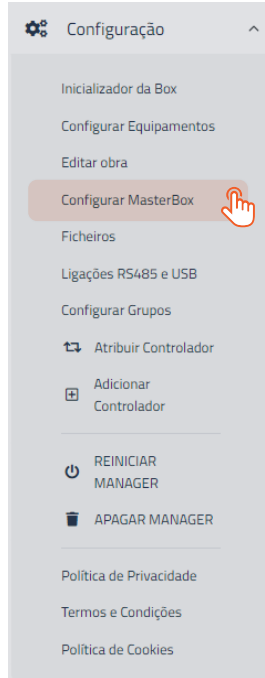 Configuração
Inicializador da Box
Configurar Equipamentos
Editar obra
Configurar MasterBox
Ficheiros
Ligações RS485 e USB
Configurar Grupos
Atribuir Controlador
Adicionar
Controlador
REINICIAR
MANAGER
APAGAR MANAGER
Política de Privacidade
Termos e Condições
Política de Cookies